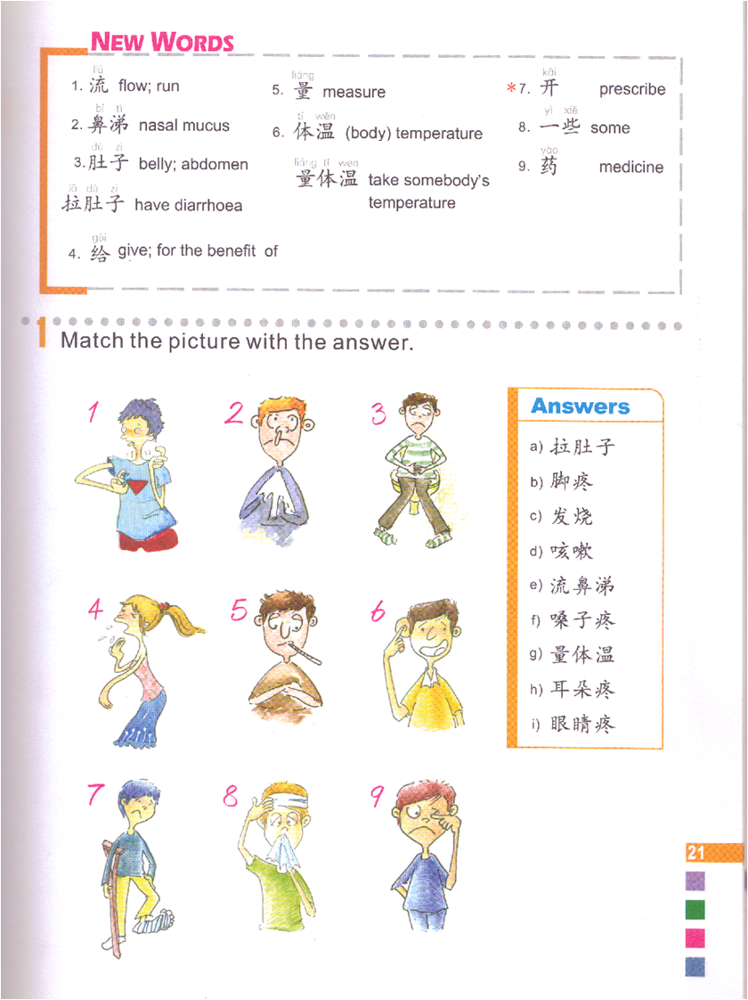 NEW WORDS
liú
1. 流 flow; run
bí tì
2. 鼻涕 nasal mucus
dù zi
3. 肚子 belly; abdomen
lā dù zi
拉肚子 have diarrhoea
gěi
4. 给 give; for the benefit of
liáng
5. 量 measure
tǐ wēn
6. 体温 (body) temperature
liáng tǐ wēn
量体温 take somebody's
temperature
kāi
*7. 开 prescribe
yì xiē
8. 一些 some
yào
9. 药 medicine
1 Match the picture with the answer.
1
2
3
4
5
6
7
8
9
Answers
a) 拉肚子
b) 脚疼
c) 发烧
d) 咳嗽
e) 流鼻涕
f) 嗓子疼
g) 量体温
h) 耳朵疼
i) 眼睛疼
21